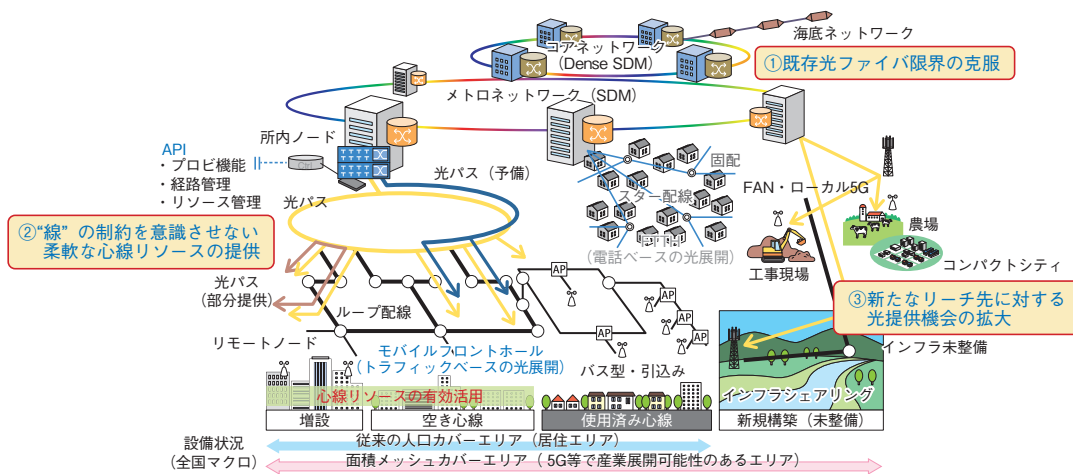 海底ネットワーク
コアネットワーク
(Dense SDM)
①既存光ファイバ限界の克服
メトロネットワーク(SDM)
所内ノード
API
・プロビ機能
・経路管理
・リソース管理
Ctrl
光パス(予備)
光パス
固配
スター配線
(電話ベースの光展開)
FAN・ローカル5G
農場
工事現場
コンパクトシティ
②“線”の制約を意識させない
柔軟な心線リソースの提供
光パス
(部分提供)
ループ配線
リモートノード
モバイルフロントホール
(トラフィックベースの光展開)
AP
AP
AP
AP
AP
AP
バス型・引込み
③新たなリーチ先に対する
光提供機会の拡大
インフラ未整備
インフラシェアリング
心線リソースの有効活用
増設
空き心線
使用済み心線
新規構築(未整備)
設備状況
(全国マクロ)
従来の人口カバーエリア(居住エリア)
面積メッシュカバーエリア( 5G等で産業展開可能性のあるエリア)